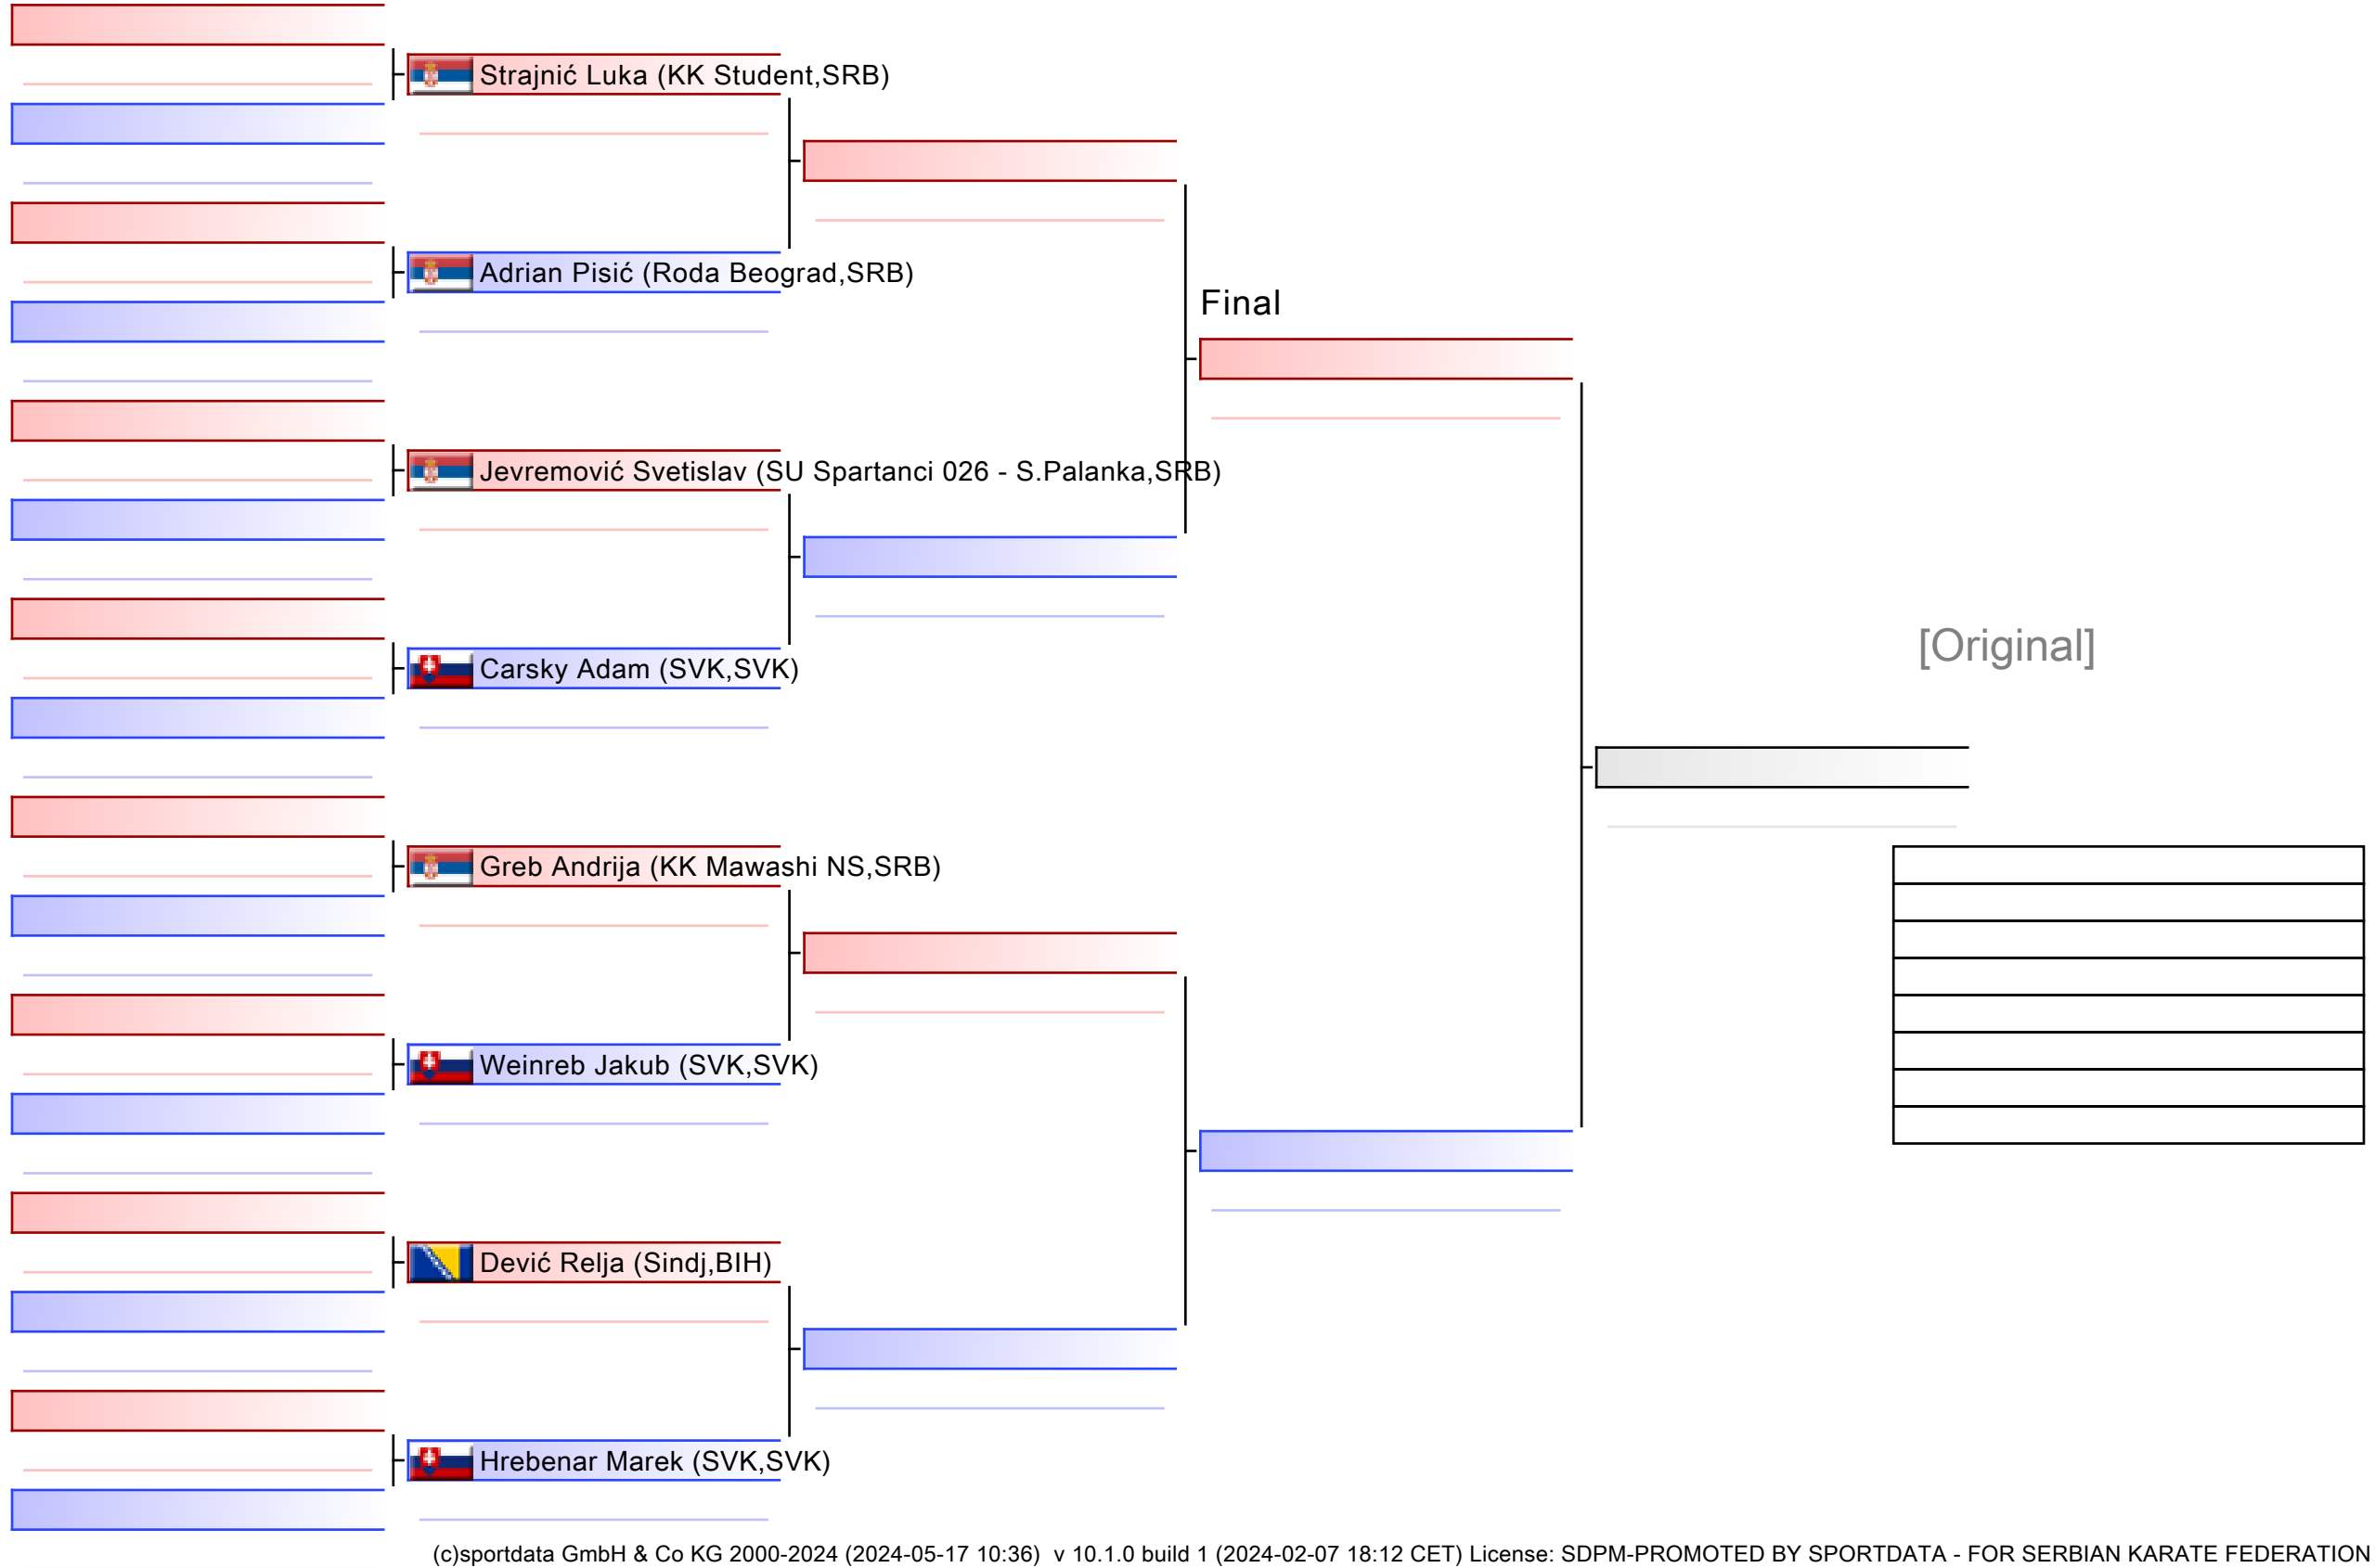 Strajnić Luka (KK Student,SRB)
Adrian Pisić (Roda Beograd,SRB)
Final
Jevremović Svetislav (SU Spartanci 026 - S.Palanka,SRB)
[Original]
Carsky Adam (SVK,SVK)
Greb Andrija (KK Mawashi NS,SRB)
Weinreb Jakub (SVK,SVK)
Dević Relja (Sindj,BIH)
Hrebenar Marek (SVK,SVK)
(c)sportdata GmbH & Co KG 2000-2024 (2024-05-17 10:36)  v 10.1.0 build 1 (2024-02-07 18:12 CET) License: SDPM-PROMOTED BY SPORTDATA - FOR SERBIAN KARATE FEDERATION